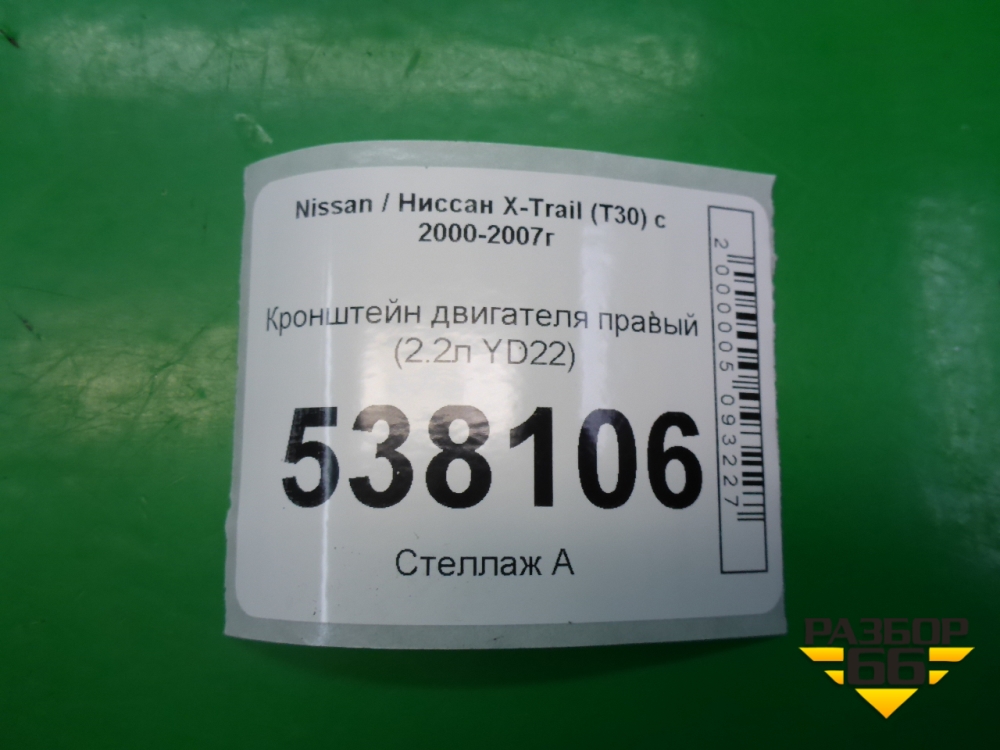 Nissan / Ниссан X-Trail (T30) с
2000-2007г
Кронштейн двигателя правый
(2.2л YD22)
538106
Стеллаж А
2000005093227
РАЗБОР
66